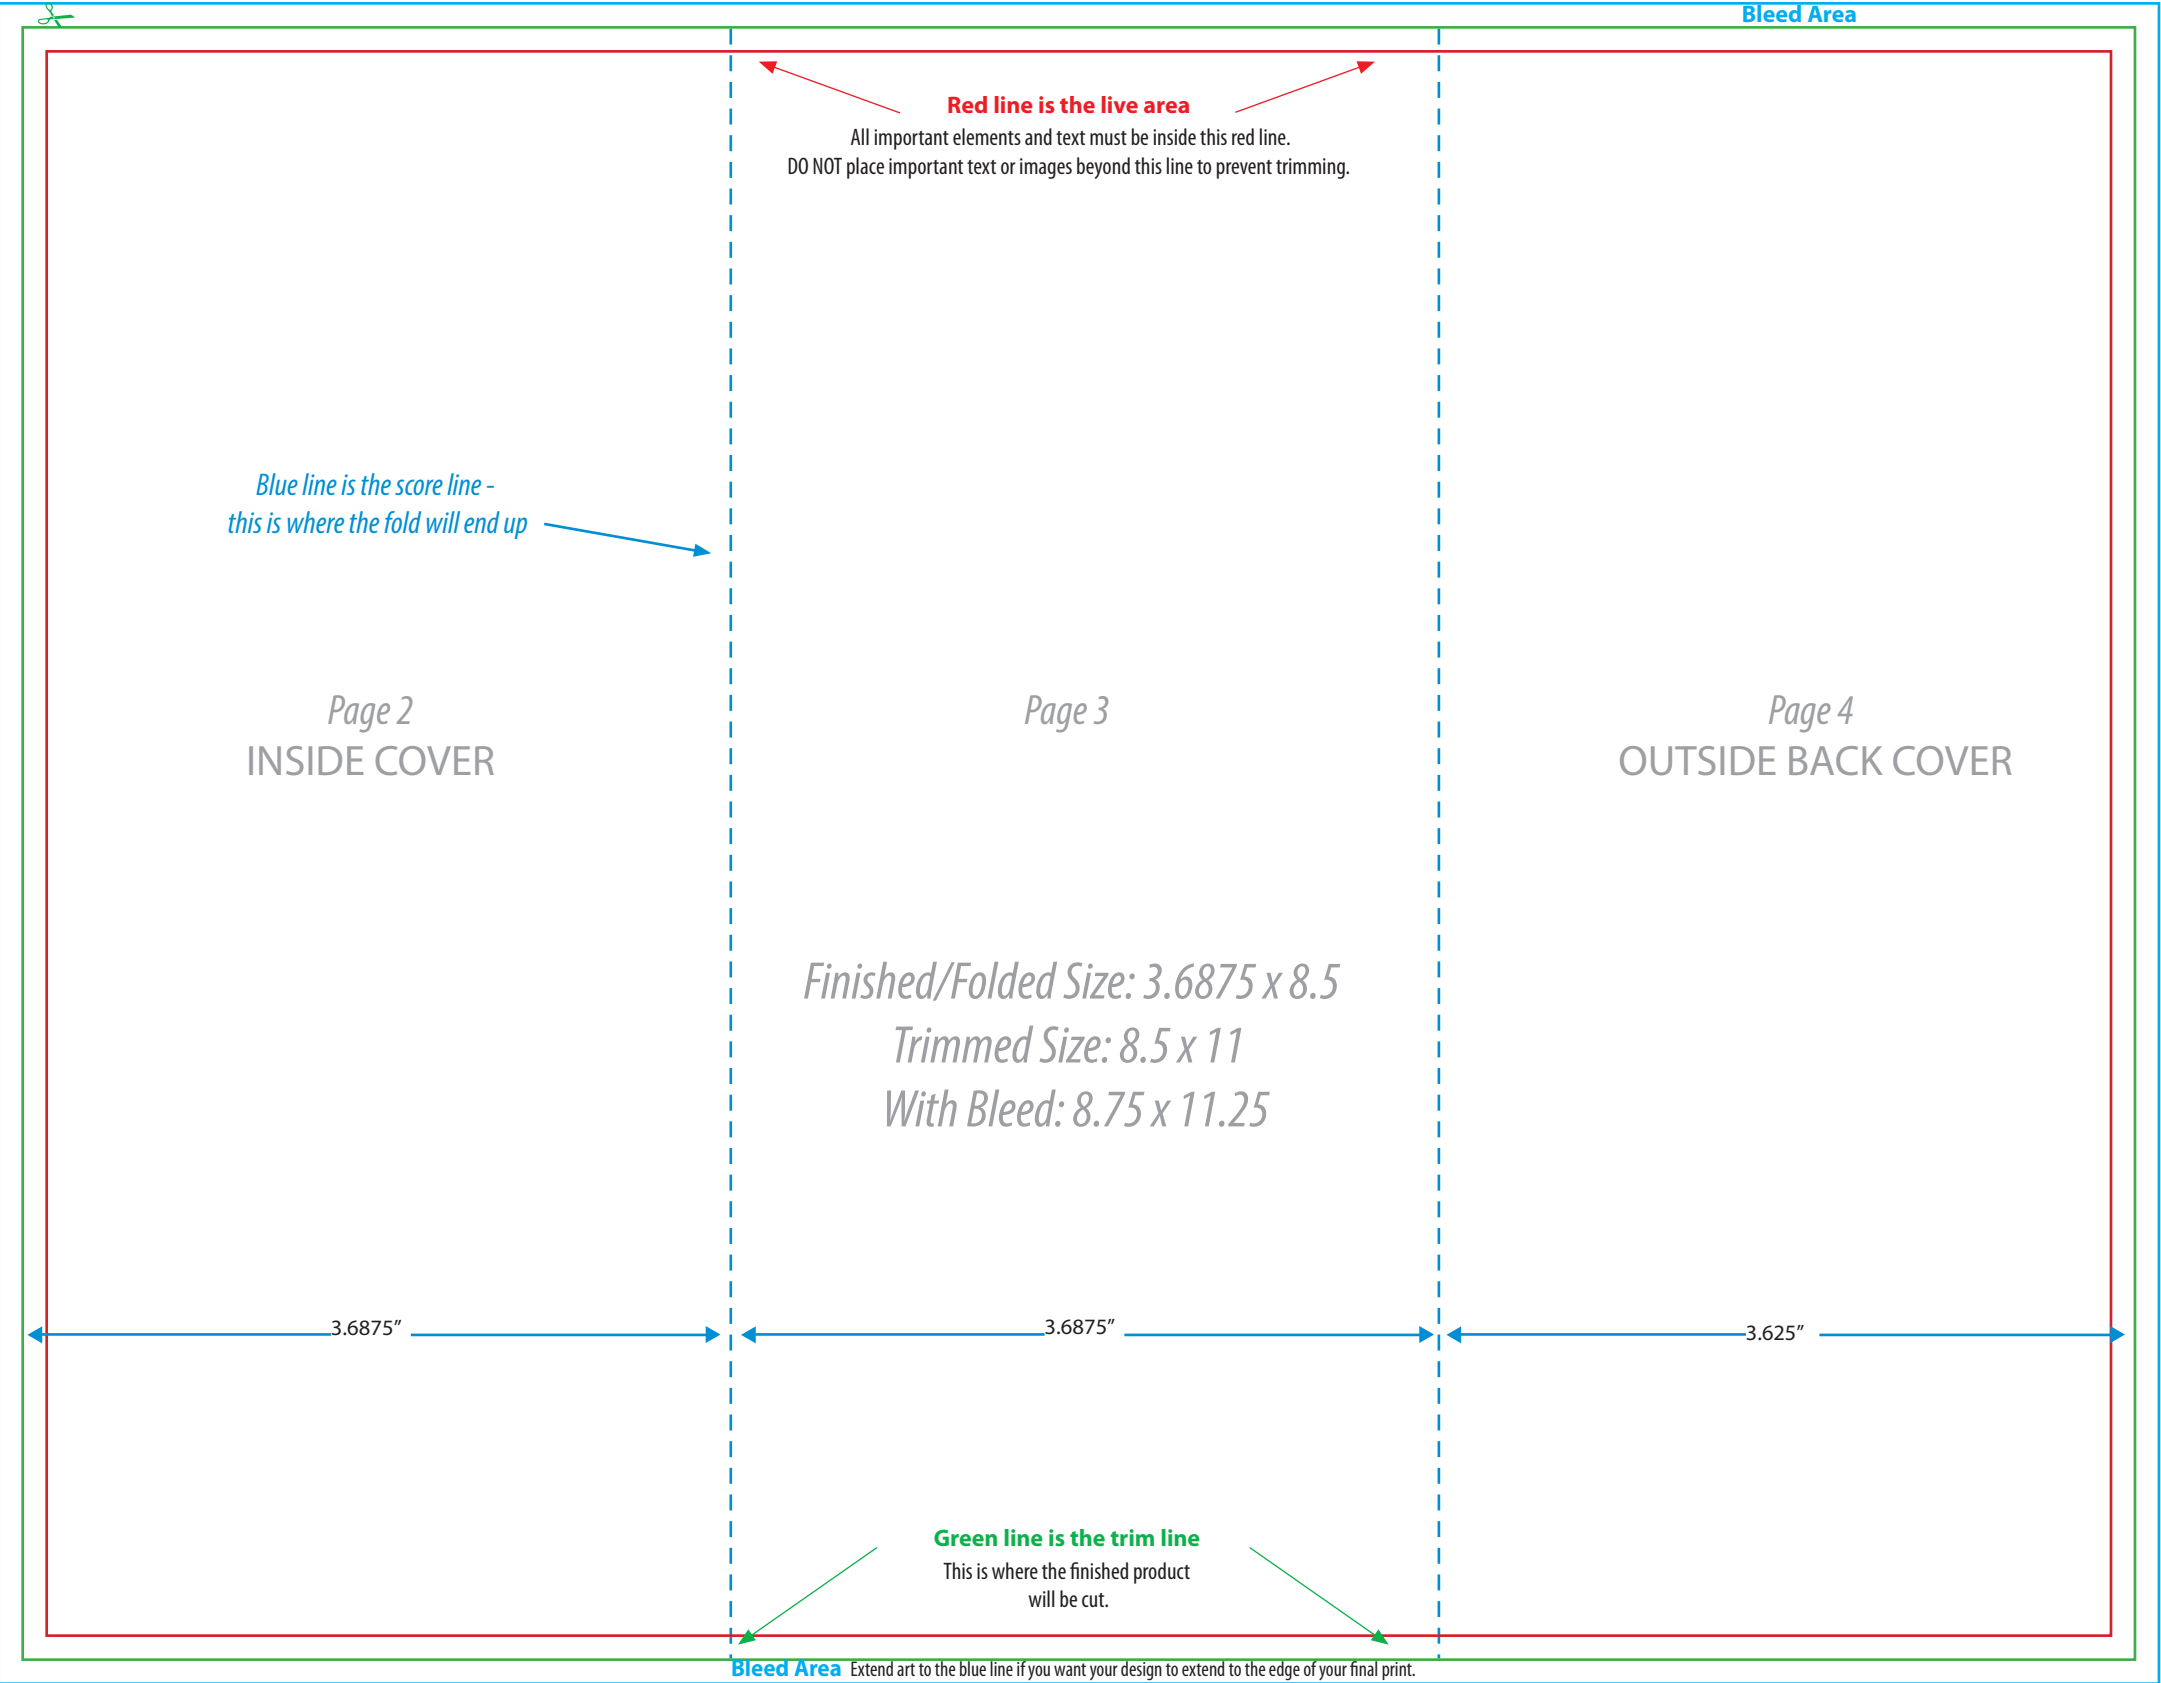 Bleed Area
Red line is the live area
All important elements and text must be inside this red line.
DO NOT place important text or images beyond this line to prevent trimming.
Blue line is the score line -
this is where the fold will end up
Page 2
INSIDE COVER
Page 3
Page 4
OUTSIDE BACK COVER
Finished/Folded Size: 3.6875 x 8.5
Trimmed Size: 8.5 x 11
With Bleed: 8.75 x 11.25
3.6875”
3.6875”
3.625”
Green line is the trim line
This is where the finished product
will be cut.
Bleed Area Extend art to the blue line if you want your design to extend to the edge of your final print.